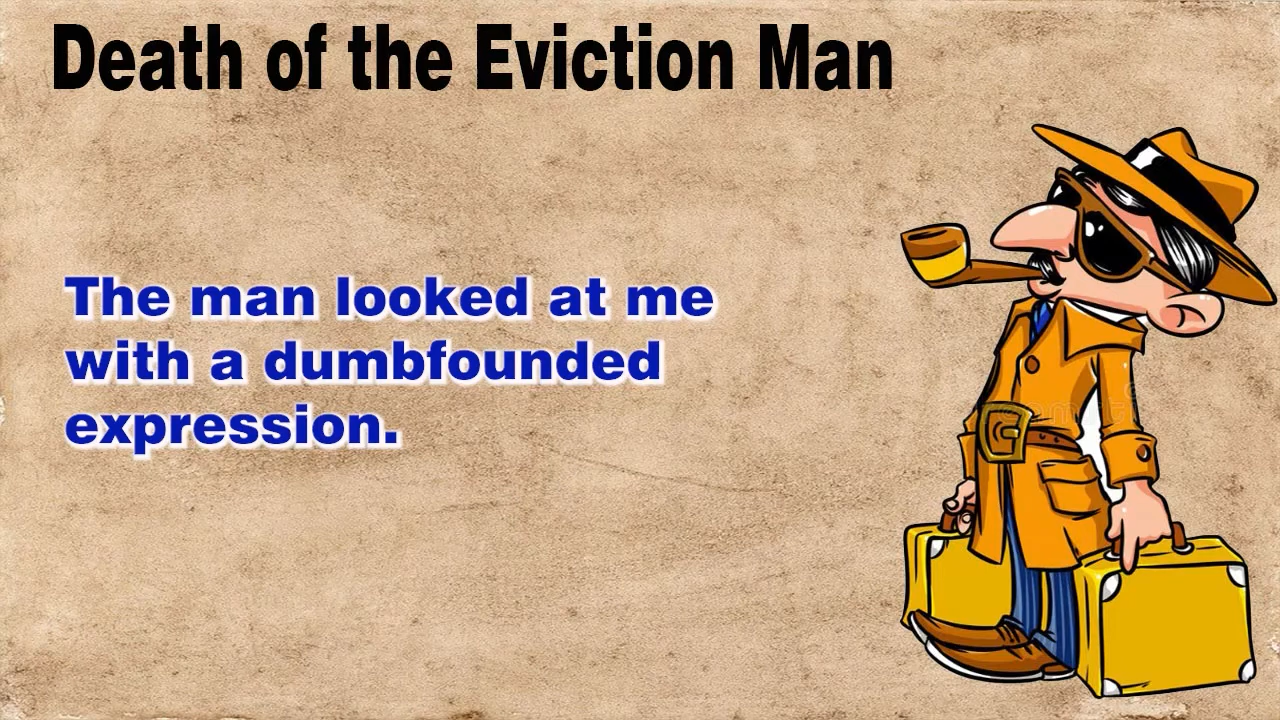 Death of the Eviction Man
The man looked at me
with a dumbfounded
expression.